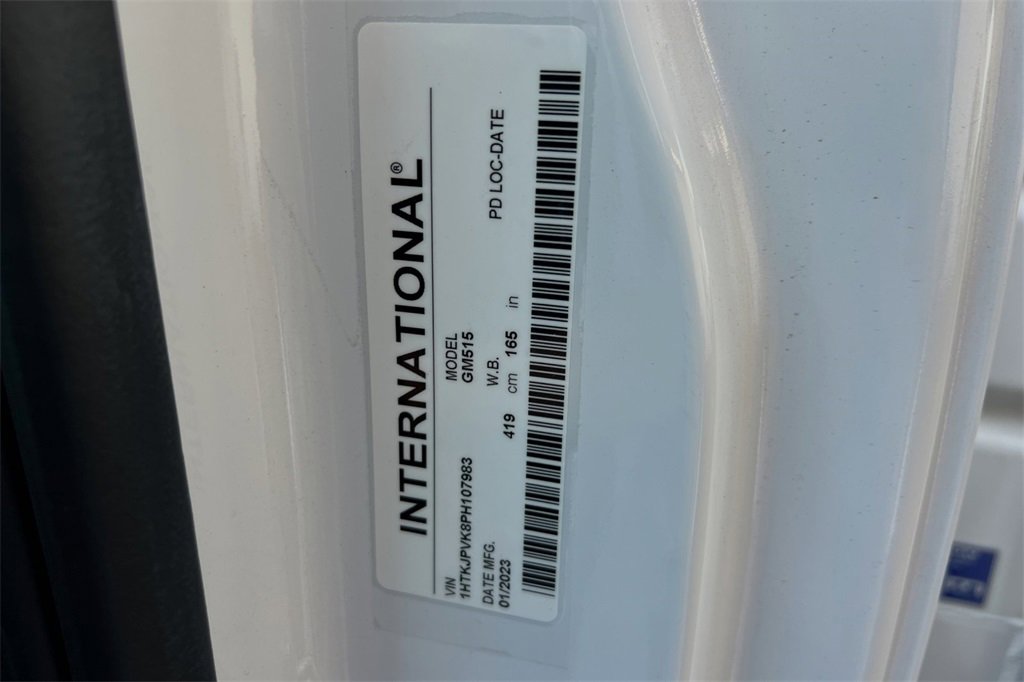 INTERNATIONAL®
VIN MODEL
1HTKJPVK8PH107983 GM515
DATE MFG. W.B. PD LOC-DATE
01/2023 419 cm 165 in